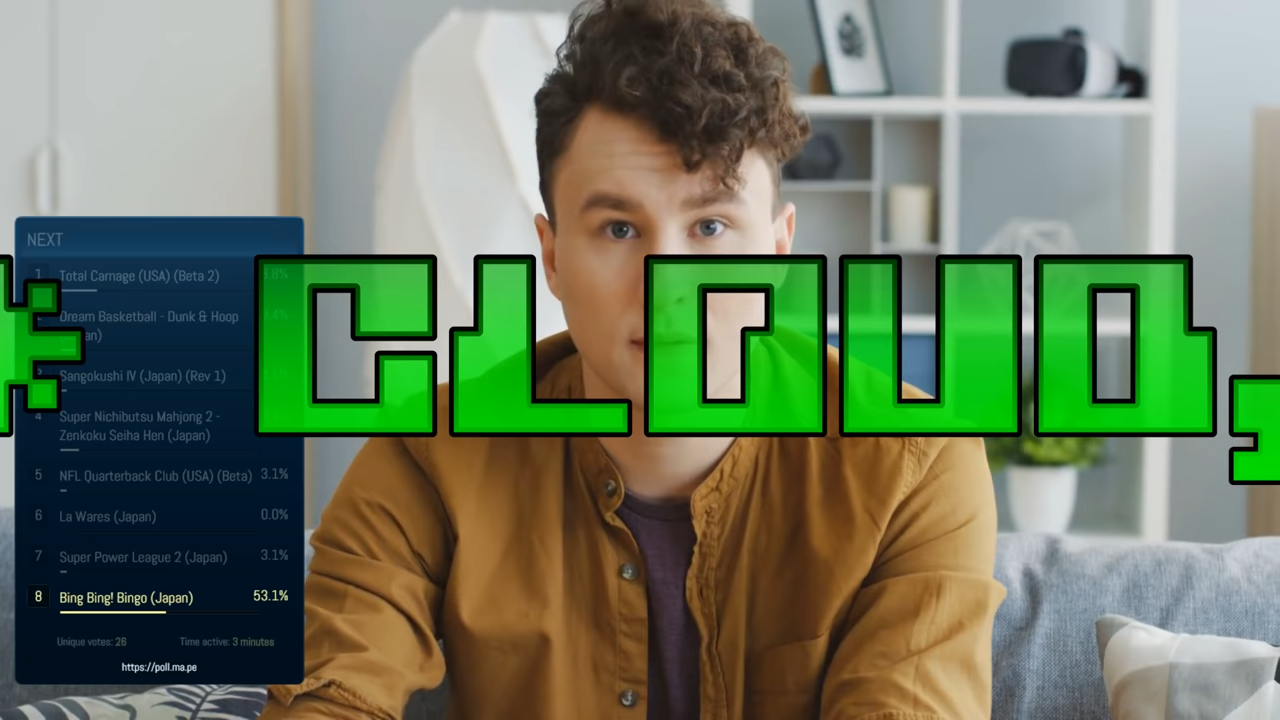 NEXT
1 Total Carnage (USA) (Beta 2)
Dream Basketball - Dunk & Hoop
Sangokushi IV (Japan) (Rev 1)
4 Super Nichibutsu Mahjong 2 -
Zenkoku Seiha Hen (Japan)
5 NFL Quarterback Club (USA) (Beta) 3.1%
6 La Wares (Japan) 0.0%
7 Super Power League 2 (Japan) 3.1%
8 Bing Bing! Bingo (Japan) 53.1%
Unique votes: 26 Time active: 3 minutes
https://poll.ma.pe
CLOUD,